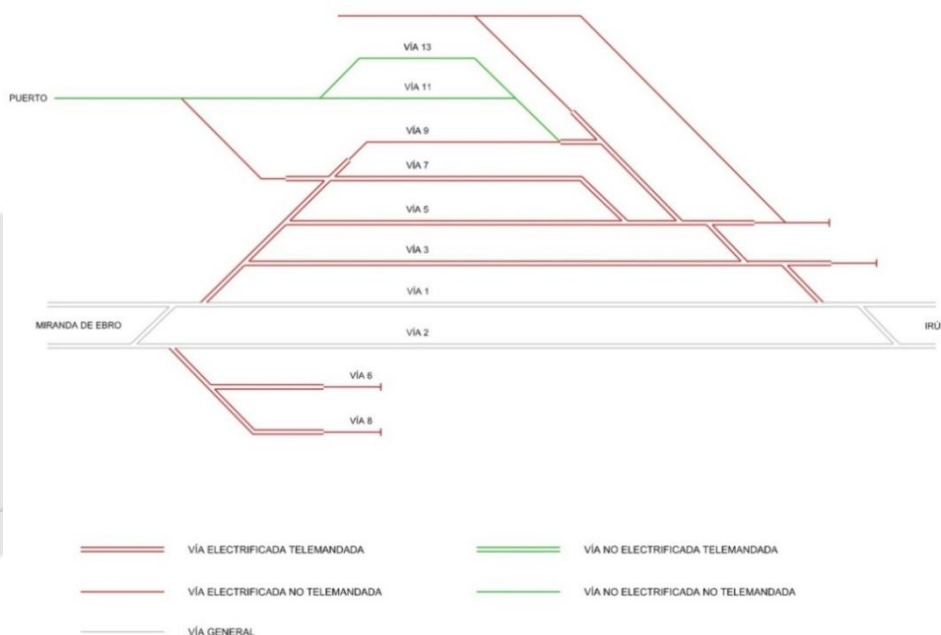 VÍA 13
PUERTO
VÍA 11
VÍA 9
VÍA 7
VÍA 5
VÍA 3
VÍA 1
MIRANDA DE EBRO
IRÚ
VÍA 2
VÍA 6
VÍA 8
VÍA ELECTRIFICADA TELEMANDADA
VÍA NO ELECTRIFICADA TELEMANDADA
VÍA ELECTRIFICADA NO TELEMANDADA
VÍA NO ELECTRIFICADA NO TELEMANDADA
VÍA GENERAL